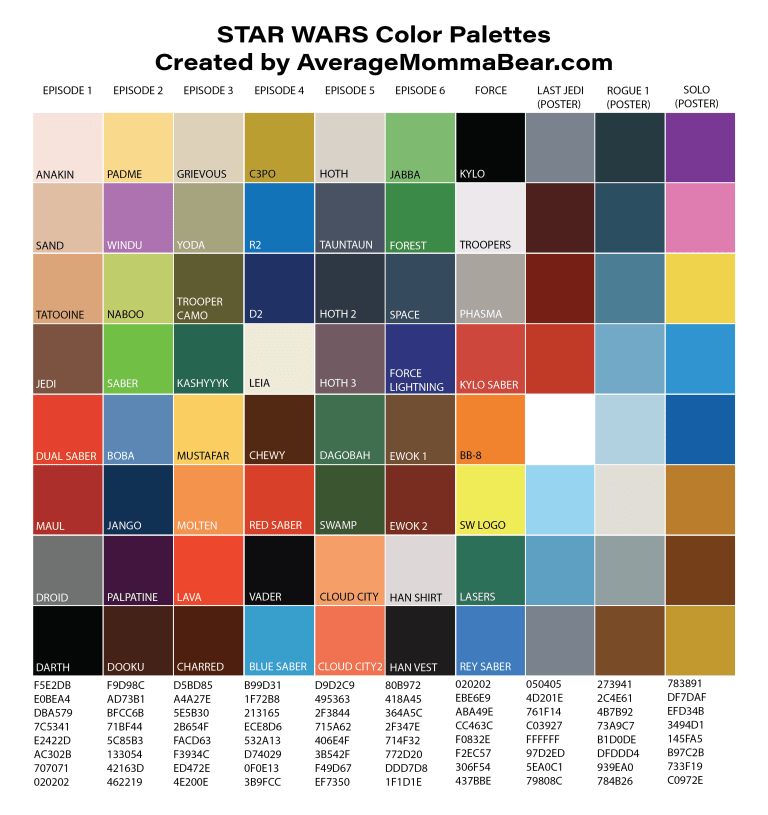 STAR WARS Color Palettes
Created by AverageMommaBear.com
EPISODE 1 EPISODE 2 EPISODE 3 EPISODE 4 EPISODE 5 EPISODE 6 FORCE LAST JEDI (POSTER) ROGUE 1 (POSTER) SOLO (POSTER)
ANAKIN PADME GRIEVOUS C3PO HOTH JABBA KYLO
SAND WINDU YODA R2 TAUNTAUN FOREST TROOPERS
TATOOINE NABOO TROOPER CAMO D2 HOTH 2 SPACE PHASMA
JEDI SABER KASHYYYK LEIA HOTH 3 FORCE LIGHTNING KYLO SABER
DUAL SABER BOBA MUSTAFAR CHEWY DAGOBAH EWOK 1 BB-8
MAUL JANGO MOLTEN RED SABER SWAMP EWOK 2 SW LOGO
DROID PALPATINE LAVA VADER CLOUD CITY HAN SHIRT LASERS
DARTH DOOKU CHARRED BLUE SABER CLOUD CITY2 HAN VEST REY SABER
F5E2DB F9D98C D5BD85 B99D31 D9D2C9 80B972 020202 050405 273941 783891
E0BEA4 AD73B1 A4A27E 1F72B8 495363 418A45 EBE6E9 4D201E 2C4E61 DF7DAF
DBA579 BFCC6B 5E5B30 213165 2F3844 364A5C ABA49E 761F14 4B7B92 EFD34B
7C5341 71BF44 2B654F ECE8D6 715A62 2F347E CC463C C03927 73A9C7 3494D1
E2422D 5C85B3 FACD63 532A13 406E4F 714F32 F0832E FFFFFF B1D0DE 145FA5
AC302B 133054 F3934C D74029 3B542F 772D20 F2EC57 97D2ED DFDDD4 B97C2B
707071 42163D ED472E 0F0E13 F49D67 DDD7D8 306F54 5EA0C1 939EA0 733F19
020202 462219 4E200E 3B9FCC EF7350 1F1D1E 437BBE 79808C 784B26 C0972E